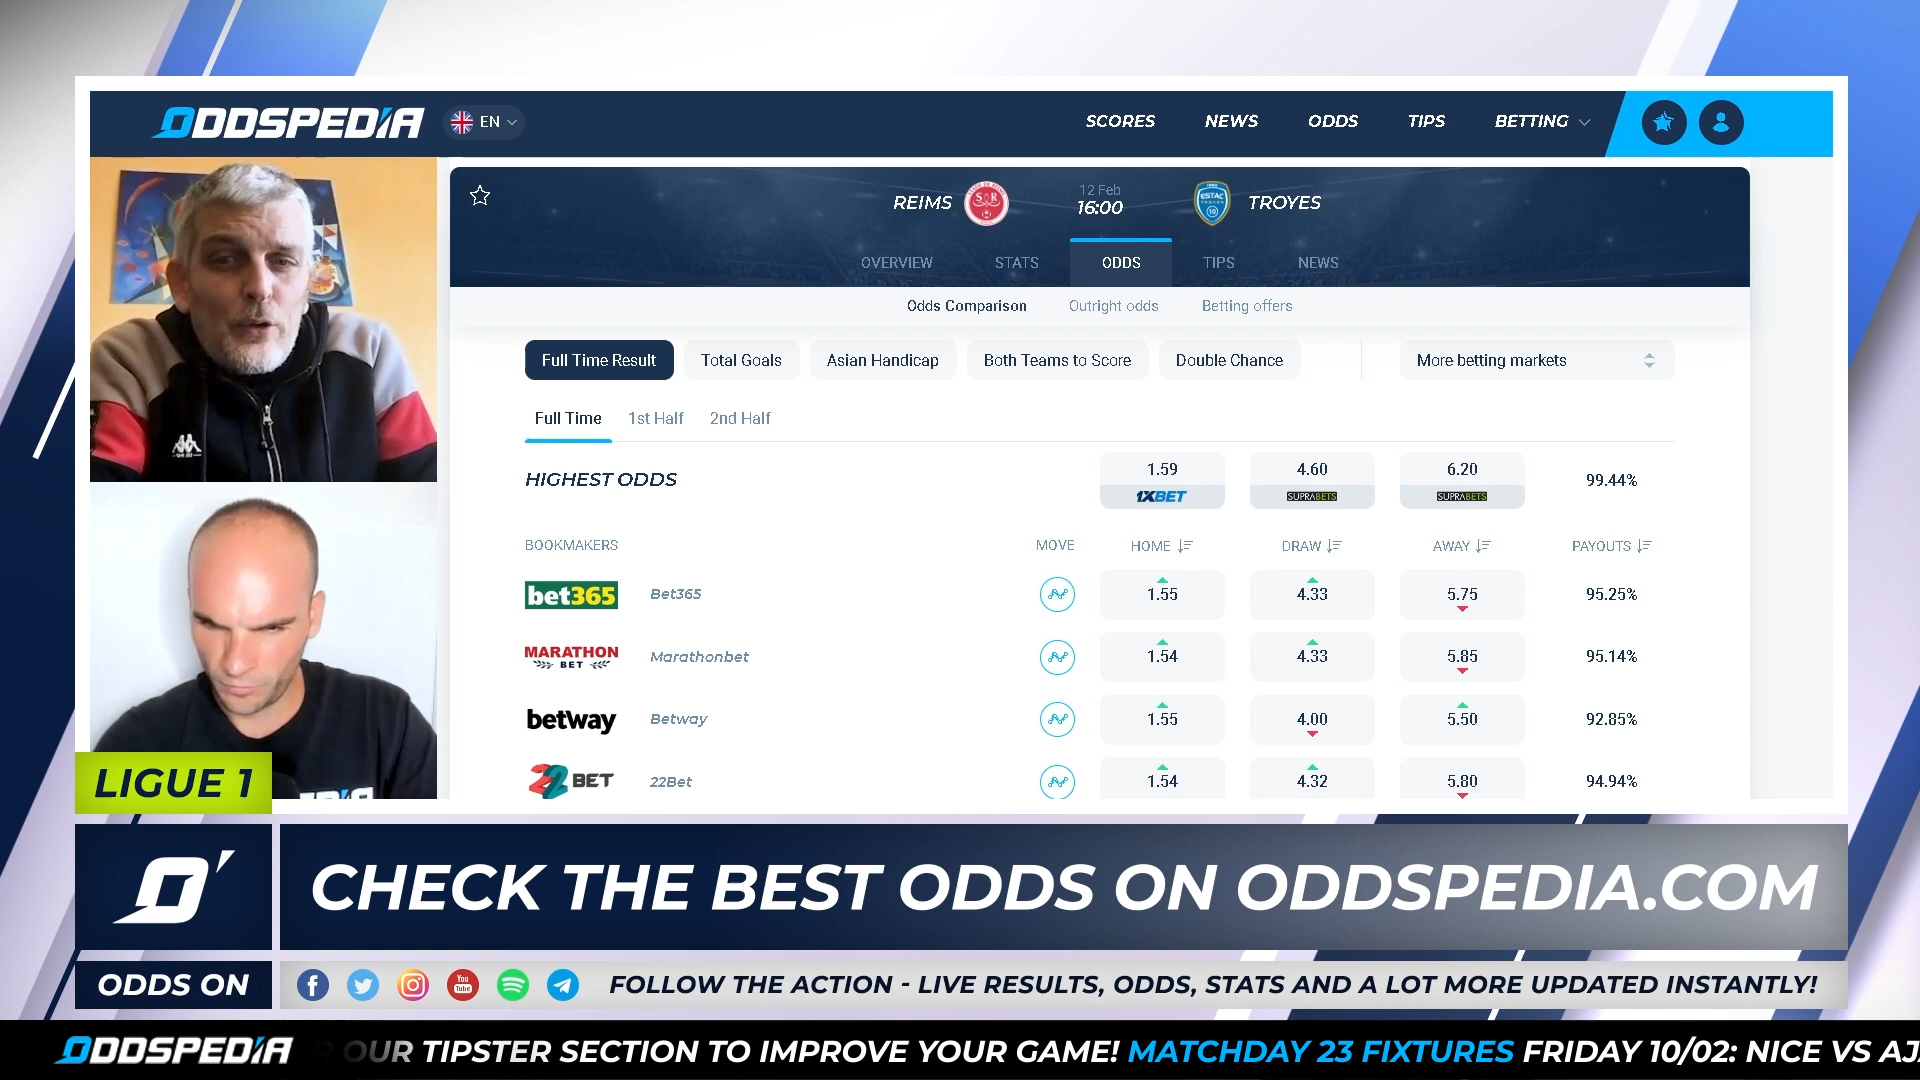 ODDSPEDIA
EN
SCORES NEWS ODDS TIPS BETTING
REIMS
12 Feb
16:00
TROYES
OVERVIEW STATS ODDS TIPS NEWS
Odds Comparison Outright odds Betting offers
Full Time Result Total Goals Asian Handicap Both Teams to Score Double Chance More betting markets
Full Time 1st Half 2nd Half
HIGHEST ODDS 1.59 4.60 6.20 99.44%
1XBET SUPRABETS SUPRABETS
BOOKMAKERS MOVE HOME DRAW AWAY PAYOUTS
bet365 Bet365 1.55 4.33 5.75 95.25%
MARATHON BET Marathonbet 1.54 4.33 5.85 95.14%
betway Betway 1.55 4.00 5.50 92.85%
22BET 22Bet 1.54 4.32 5.80 94.94%
LIGUE 1
CHECK THE BEST ODDS ON ODDSPEDIA.COM
ODDS ON FOLLOW THE ACTION - LIVE RESULTS, ODDS, STATS AND A LOT MORE UPDATED INSTANTLY!
ODDSPEDIA OUR TIPSTER SECTION TO IMPROVE YOUR GAME! MATCHDAY 23 FIXTURES FRIDAY 10/02: NICE VS AJ